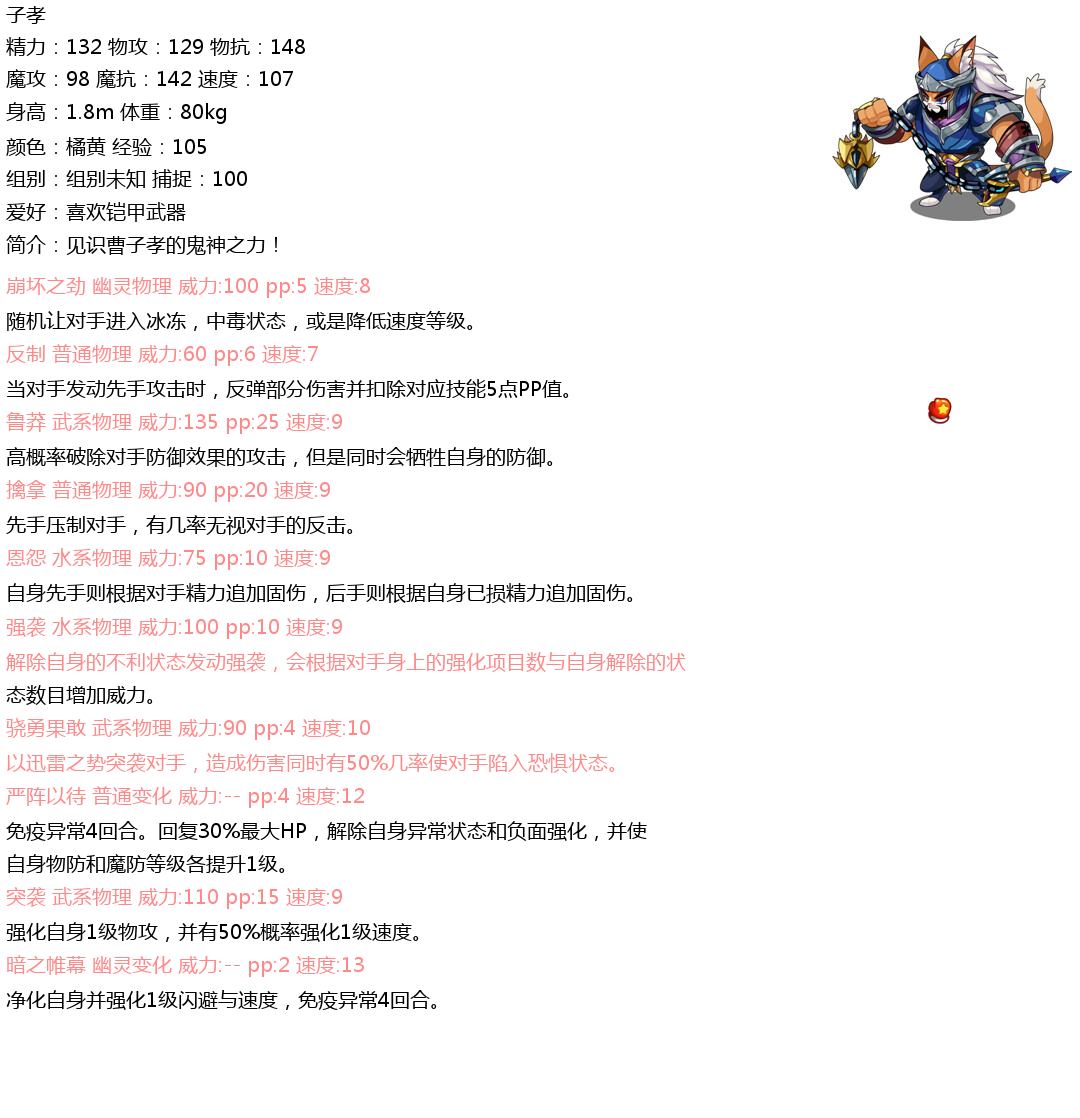 子孝
精力：132 物攻：129 物抗：148
魔攻：98 魔抗：142 速度：107
身高：1.8m 体重：80kg
颜色：橘黄 经验：105
组别：组别未知 捕捉：100
爱好：喜欢铠甲武器
简介：见识曹子孝的鬼神之力！
崩坏之劲 幽灵物理 威力:100 pp:5 速度:8
随机让对手进入冰冻，中毒状态，或是降低速度等级。
反制 普通物理 威力:60 pp:6 速度:7
当对手发动先手攻击时，反弹部分伤害并扣除对应技能5点PP值。
鲁莽 武系物理 威力:135 pp:25 速度:9
高概率破除对手防御效果的攻击，但是同时会牺牲自身的防御。
擒拿 普通物理 威力:90 pp:20 速度:9
先手压制对手，有几率无视对手的反击。
恩怨 水系物理 威力:75 pp:10 速度:9
自身先手则根据对手精力追加固伤，后手则根据自身已损精力追加固伤。
强袭 水系物理 威力:100 pp:10 速度:9
解除自身的不利状态发动强袭，会根据对手身上的强化项目数与自身解除的状
态数目增加威力。
骁勇果敢 武系物理 威力:90 pp:4 速度:10
以迅雷之势突袭对手，造成伤害同时有50%几率使对手陷入恐惧状态。
严阵以待 普通变化 威力:-- pp:4 速度:12
免疫异常4回合。回复30%最大HP，解除自身异常状态和负面强化，并使
自身物防和魔防等级各提升1级。
突袭 武系物理 威力:110 pp:15 速度:9
强化自身1级物攻，并有50%概率强化1级速度。
暗之帷幕 幽灵变化 威力:-- pp:2 速度:13
净化自身并强化1级闪避与速度，免疫异常4回合。